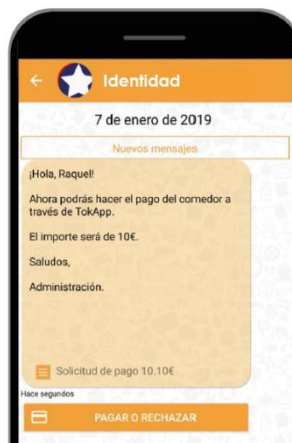 Identidad
7 de enero de 2019
Nuevos mensajes
¡Hola, Raquel!
Ahora podrás hacer el pago del comedor a
través de TokApp.
El importe será de 10€.
Saludos,
Administración.
Solicitud de pago 10.10€
Hace segundos
PAGAR O RECHAZAR